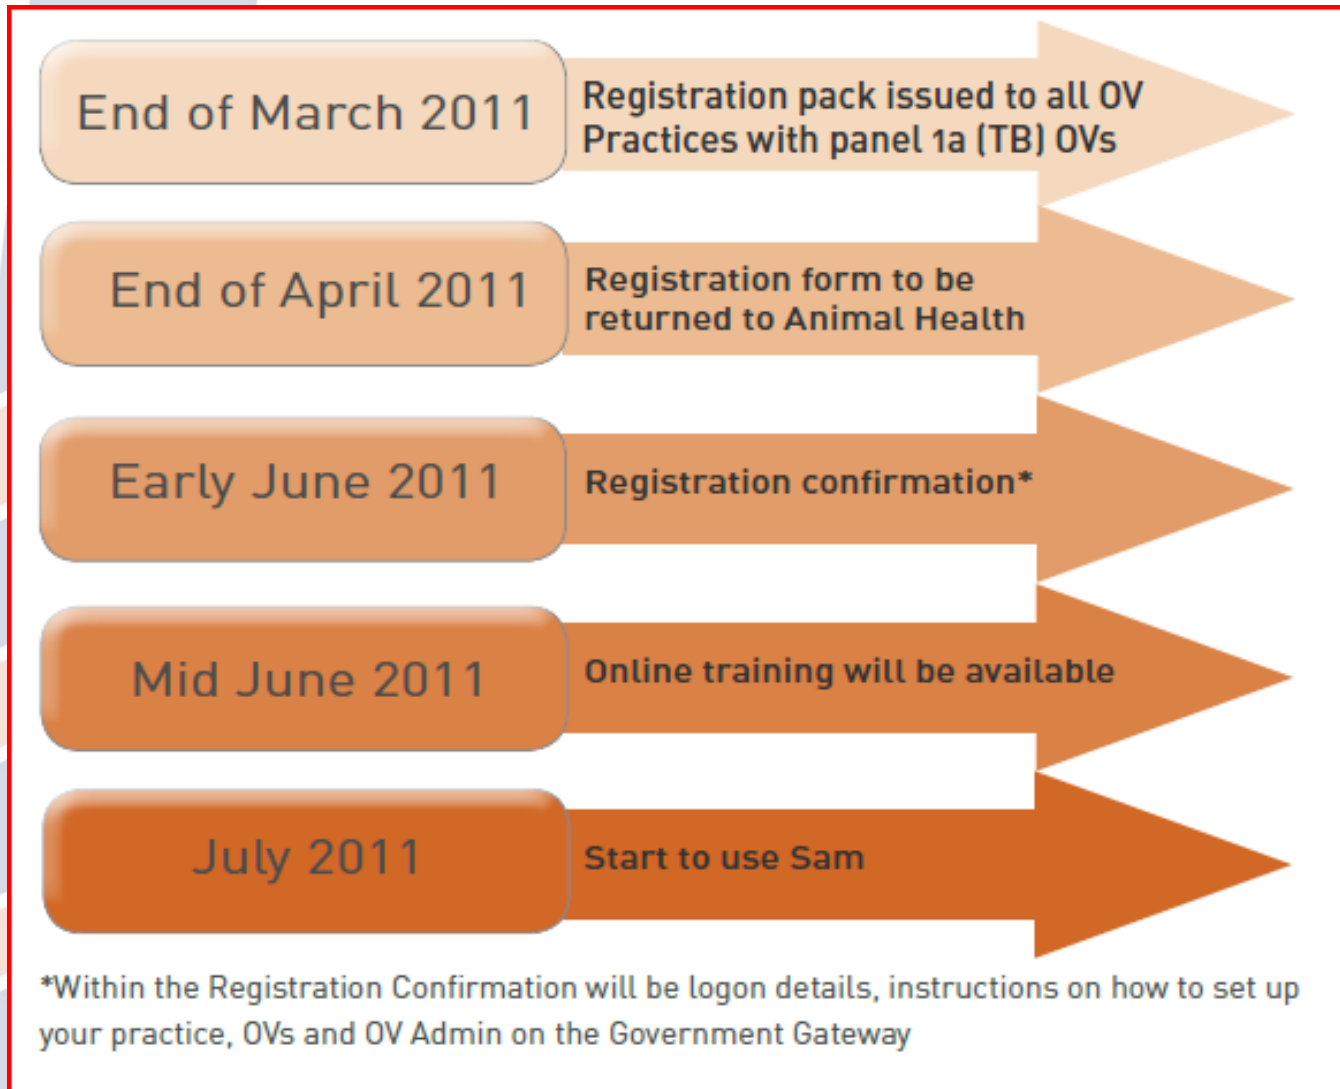 End of March 2011
Registration pack issued to all OV
Practices with panel 1a (TB) OVs
End of April 2011
Registration form to be
returned to Animal Health
Early June 2011
Registration confirmation*
Mid June 2011
Online training will be available
July 2011
Start to use Sam
*Within the Registration Confirmation will be logon details, instructions on how to set up
your practice, OVs and OV Admin on the Government Gateway